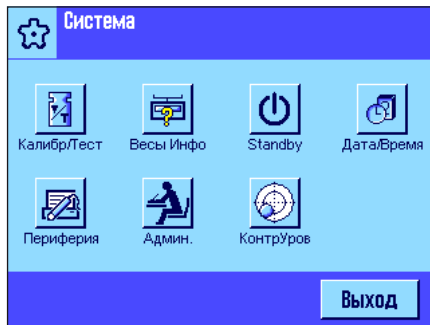 Система
Калибр/Тест Весы Инфо Standby Дата/Время
Периферия Админ. КонтрУров
Выход